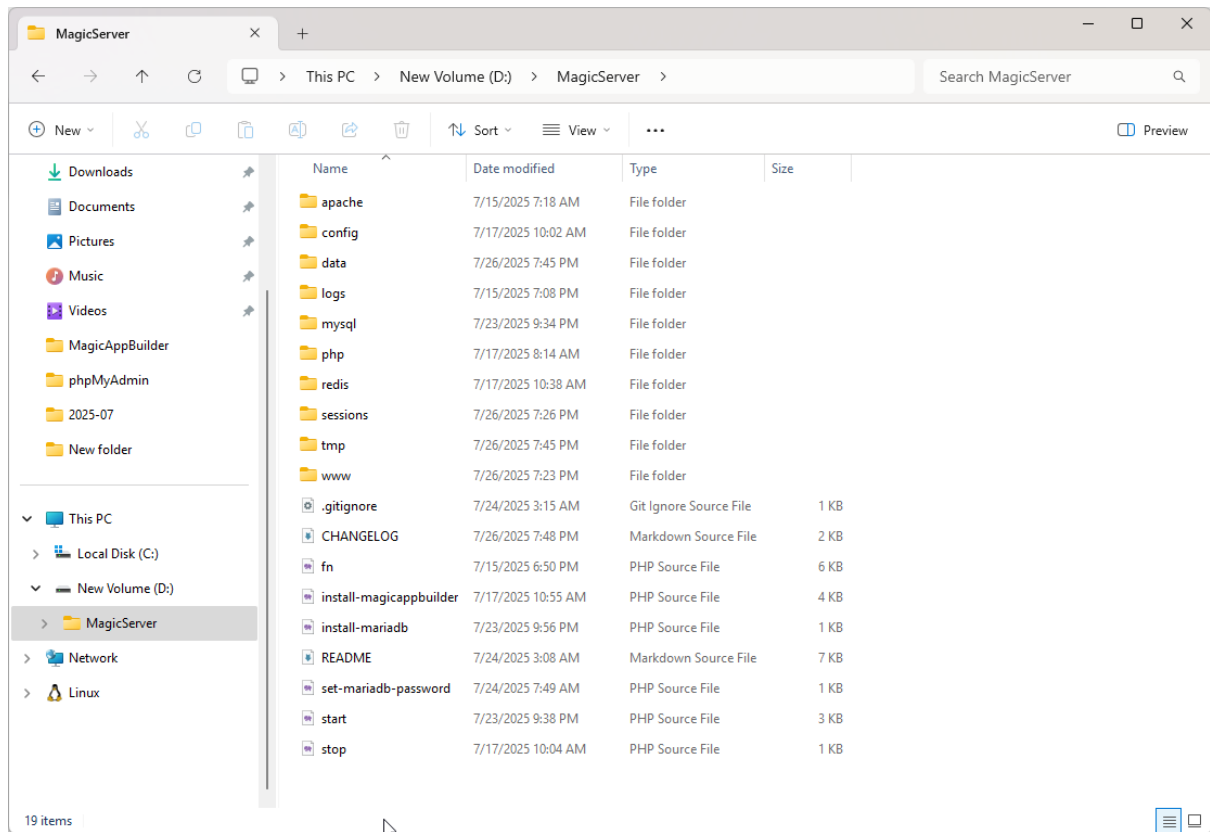 MagicServer
This PC > New Volume (D:) > MagicServer >
Search MagicServer
New
Sort
View
Preview
Downloads
Documents
Pictures
Music
Videos
MagicAppBuilder
phpMyAdmin
2025-07
New folder
This PC
Local Disk (C:)
New Volume (D:)
MagicServer
Network
Linux
Name Date modified Type Size
apache 7/15/2025 7:18 AM File folder
config 7/17/2025 10:02 AM File folder
data 7/26/2025 7:45 PM File folder
logs 7/15/2025 7:08 PM File folder
mysql 7/23/2025 9:34 PM File folder
php 7/17/2025 8:14 AM File folder
redis 7/17/2025 10:38 AM File folder
sessions 7/26/2025 7:26 PM File folder
tmp 7/26/2025 7:45 PM File folder
www 7/26/2025 7:23 PM File folder
.gitignore 7/24/2025 3:15 AM Git Ignore Source File 1 KB
CHANGELOG 7/26/2025 7:48 PM Markdown Source File 2 KB
fn 7/15/2025 6:50 PM PHP Source File 6 KB
install-magicappbuilder 7/17/2025 10:55 AM PHP Source File 4 KB
install-mariadb 7/23/2025 9:56 PM PHP Source File 1 KB
README 7/24/2025 3:08 AM Markdown Source File 7 KB
set-mariadb-password 7/24/2025 7:49 AM PHP Source File 1 KB
start 7/23/2025 9:38 PM PHP Source File 3 KB
stop 7/17/2025 10:04 AM PHP Source File 1 KB
19 items